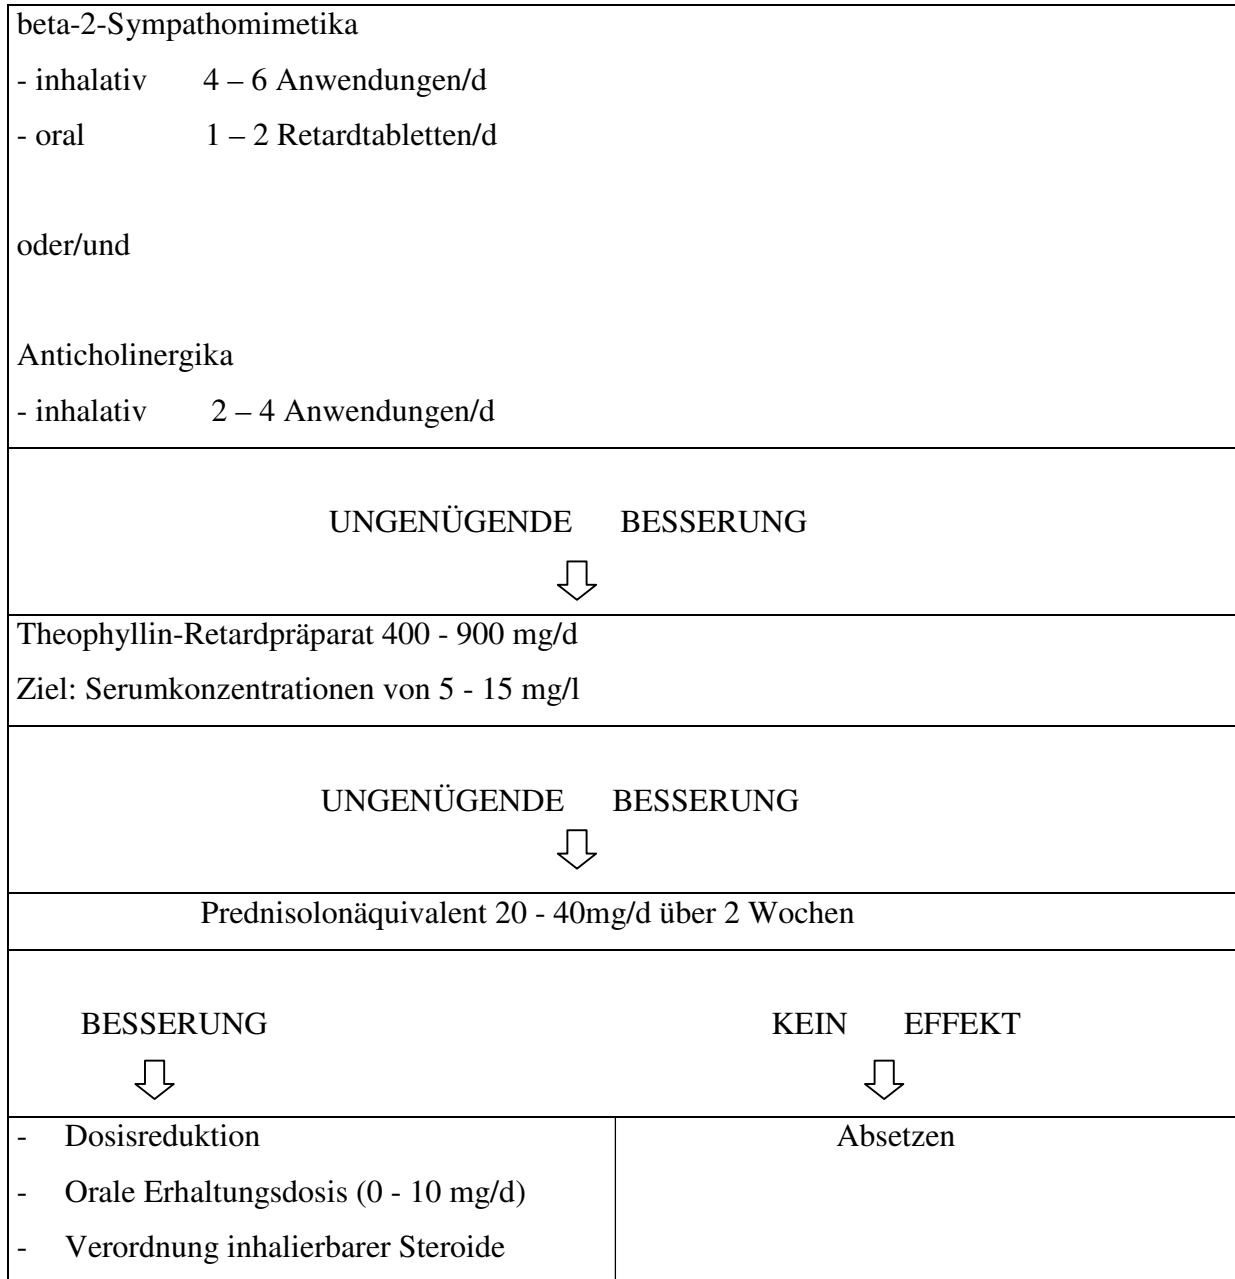 beta-2-Sympathomimetika
- inhalativ 4 – 6 Anwendungen/d
- oral 1 – 2 Retardtabletten/d
oder/und
Anticholinergika
- inhalativ 2 – 4 Anwendungen/d
UNGENÜGENDE BESSERUNG
Theophyllin-Retardpräparat 400 - 900 mg/d
Ziel: Serumkonzentrationen von 5 - 15 mg/l
UNGENÜGENDE BESSERUNG
Prednisolonäquivalent 20 - 40mg/d über 2 Wochen
BESSERUNG KEIN EFFEKT
- Dosisreduktion Absetzen
- Orale Erhaltungsdosis (0 - 10 mg/d)
- Verordnung inhalierbarer Steroide